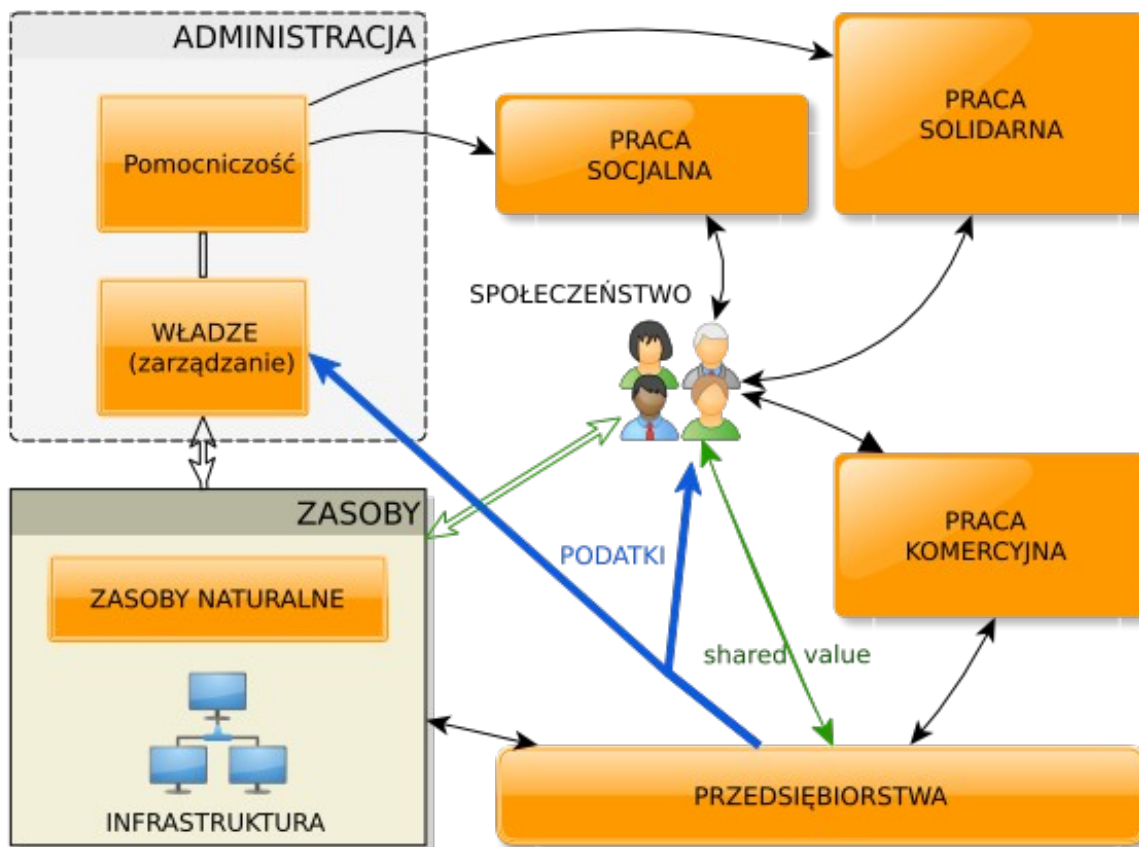 ADMINISTRACJA
Pomocniczość
WŁADZE
(zarządzanie)
PRACA
SOCJALNA
PRACA
SOLIDARNA
SPOŁECZEŃSTWO
PRACA
KOMERCYJNA
ZASOBY
ZASOBY NATURALNE
INFRASTRUKTURA
PODATKI
shared value
PRZEDSIĘBIORSTWA